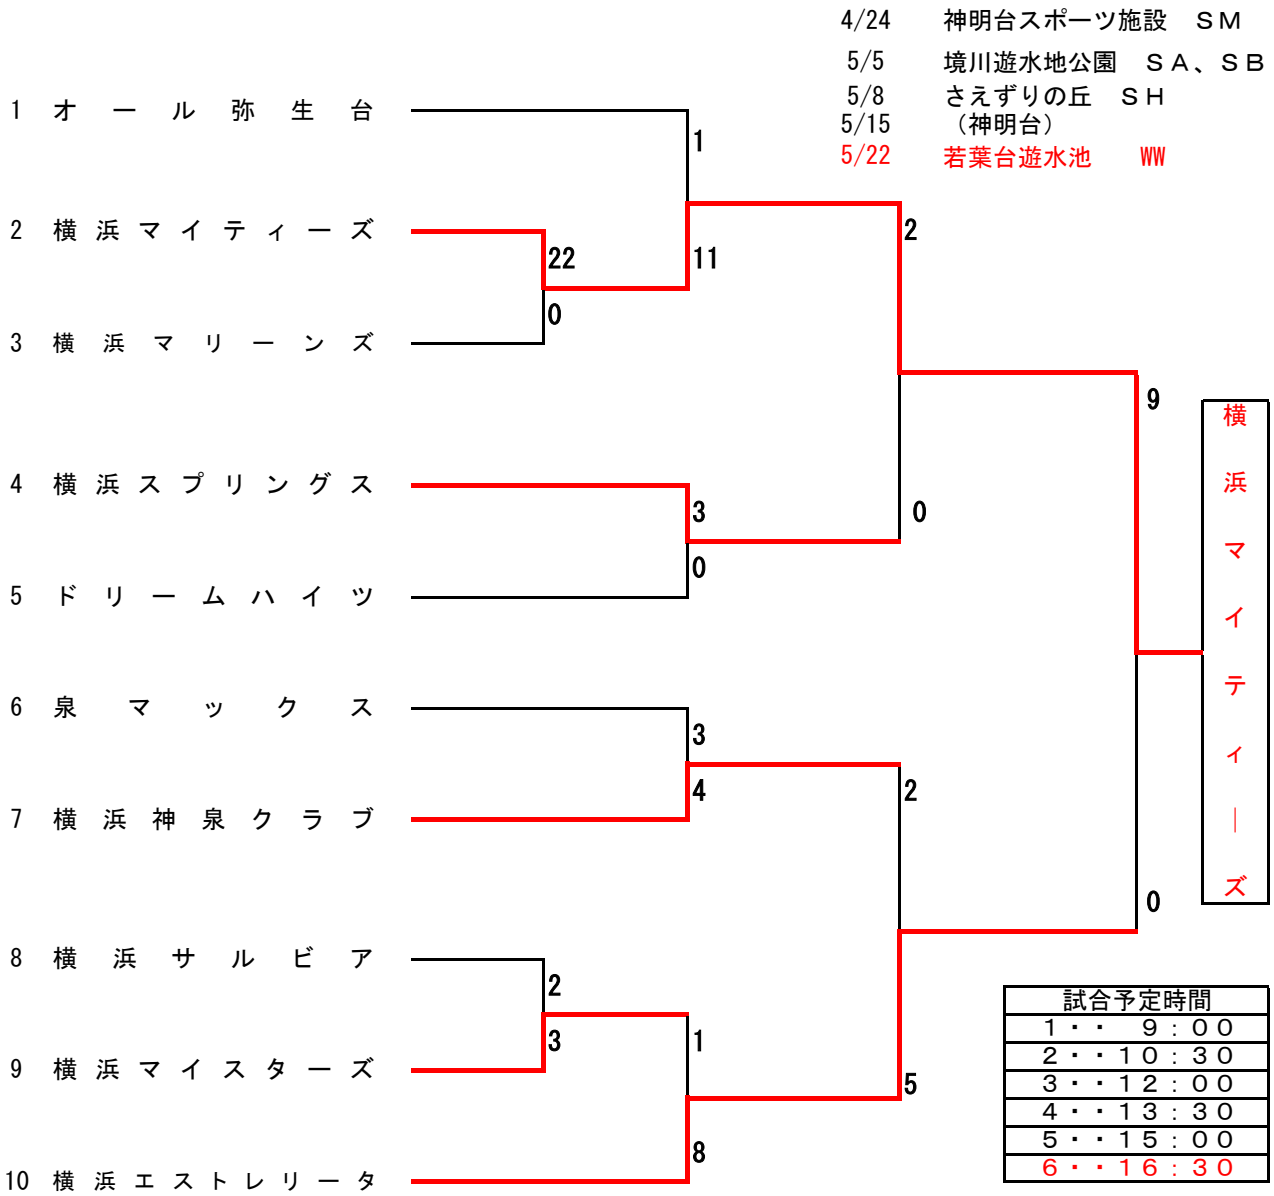 4/24 神明台スポーツ施設 ＳＭ
5/5 境川遊水地公園 ＳＡ、ＳＢ
5/8 さえずりの丘 ＳＨ
5/15 （神明台）
5/22 若葉台遊水池 WW
1 オール弥生台
1
2 横浜マイティーズ
2
22
11
0
3 横浜マリーンズ
9
横浜マイティーズ
4 横浜スプリングス
3
0
0
5 ドリームハイツ
6 泉マックス
3
4
2
7 横浜神泉クラブ
0
8 横浜サルビア
2
3
1
9 横浜マイスターズ
5
8
10 横浜エストレリータ
試合予定時間
１・・ ９：００
２・・１０：３０
３・・１２：００
４・・１３：３０
５・・１５：００
６・・１６：３０